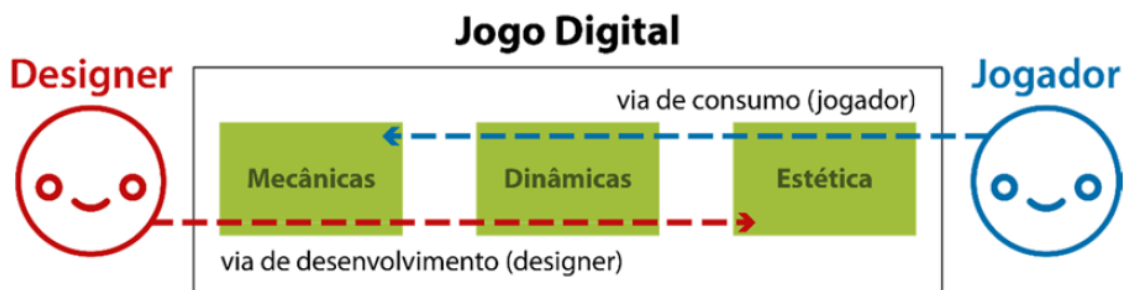 Jogo Digital
Designer
Jogador
via de consumo (jogador)
Mecânicas
Dinâmicas
Estética
via de desenvolvimento (designer)